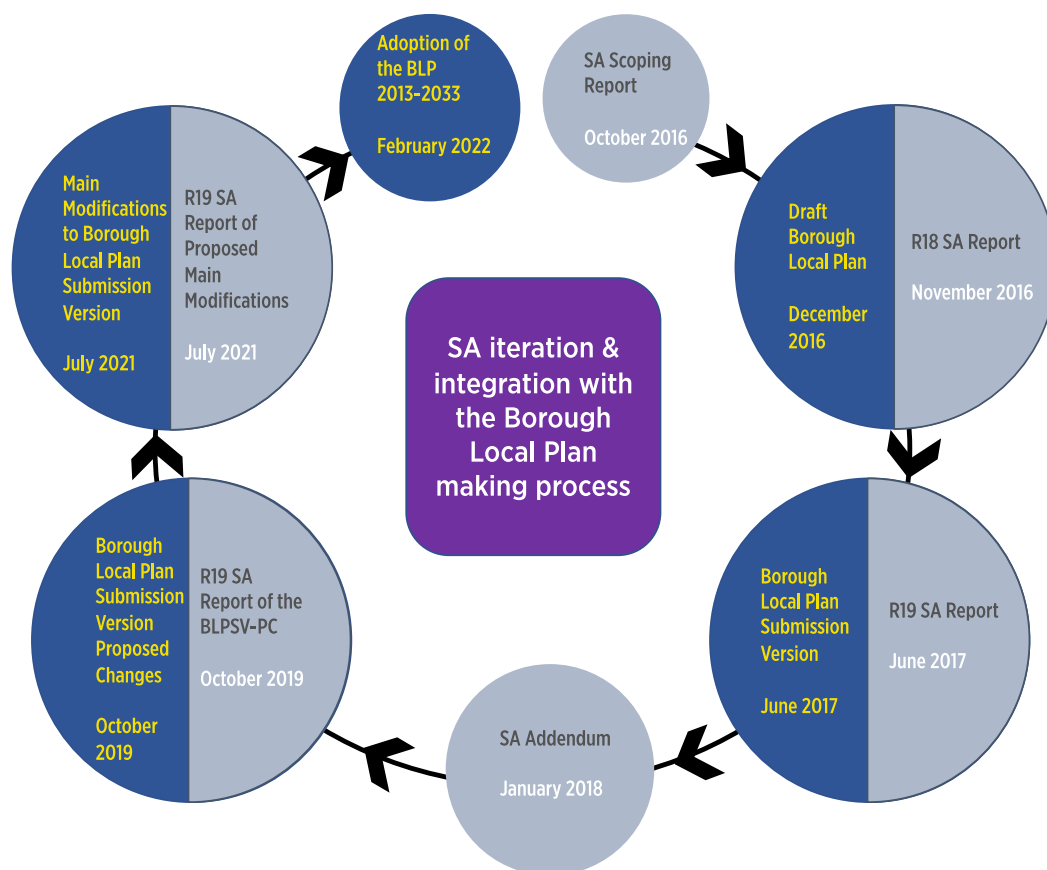 SA Scoping
Report
October 2016
Draft
Borough
Local Plan
December
2016
R18 SA Report
November 2016
Borough
Local Plan
Submission
Version
June 2017
R19 SA Report
June 2017
SA Addendum
January 2018
Borough
Local Plan
Submission
Version
Proposed
Changes
October
2019
R19 SA
Report of the
BLPSV-PC
October 2019
Main
Modifications
to Borough
Local Plan
Submission
Version
July 2021
R19 SA
Report of
Proposed
Main
Modifications
July 2021
Adoption of
the BLP
2013-2033
February 2022
SA iteration &
integration with
the Borough
Local Plan
making process